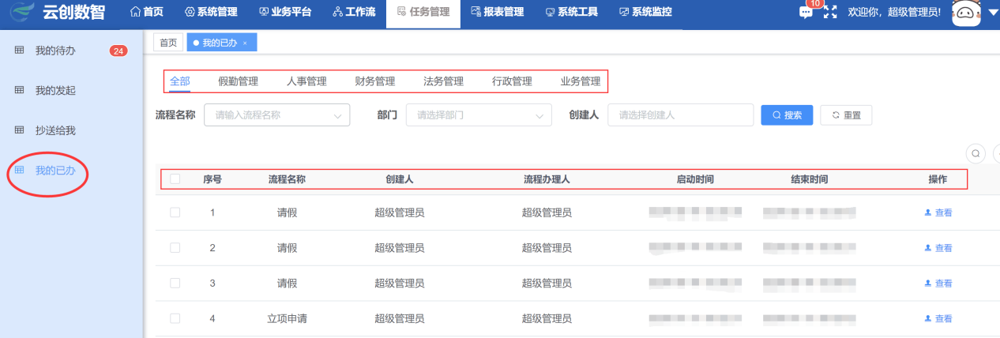 云创数智 首页 系统管理 业务平台 工作流 任务管理 报表管理 系统工具 系统监控 10 欢迎你，超级管理员!
我的待办 24
我的发起
抄送给我
我的已办
首页 我的已办 ×
全部 假勤管理 人事管理 财务管理 法务管理 行政管理 业务管理
流程名称 请输入流程名称 部门 请选择部门 创建人 请选择创建人 搜索 重置
序号 流程名称 创建人 流程办理人 启动时间 结束时间 操作
1 请假 超级管理员 超级管理员 查看
2 请假 超级管理员 超级管理员 查看
3 请假 超级管理员 超级管理员 查看
4 立项申请 超级管理员 超级管理员 查看